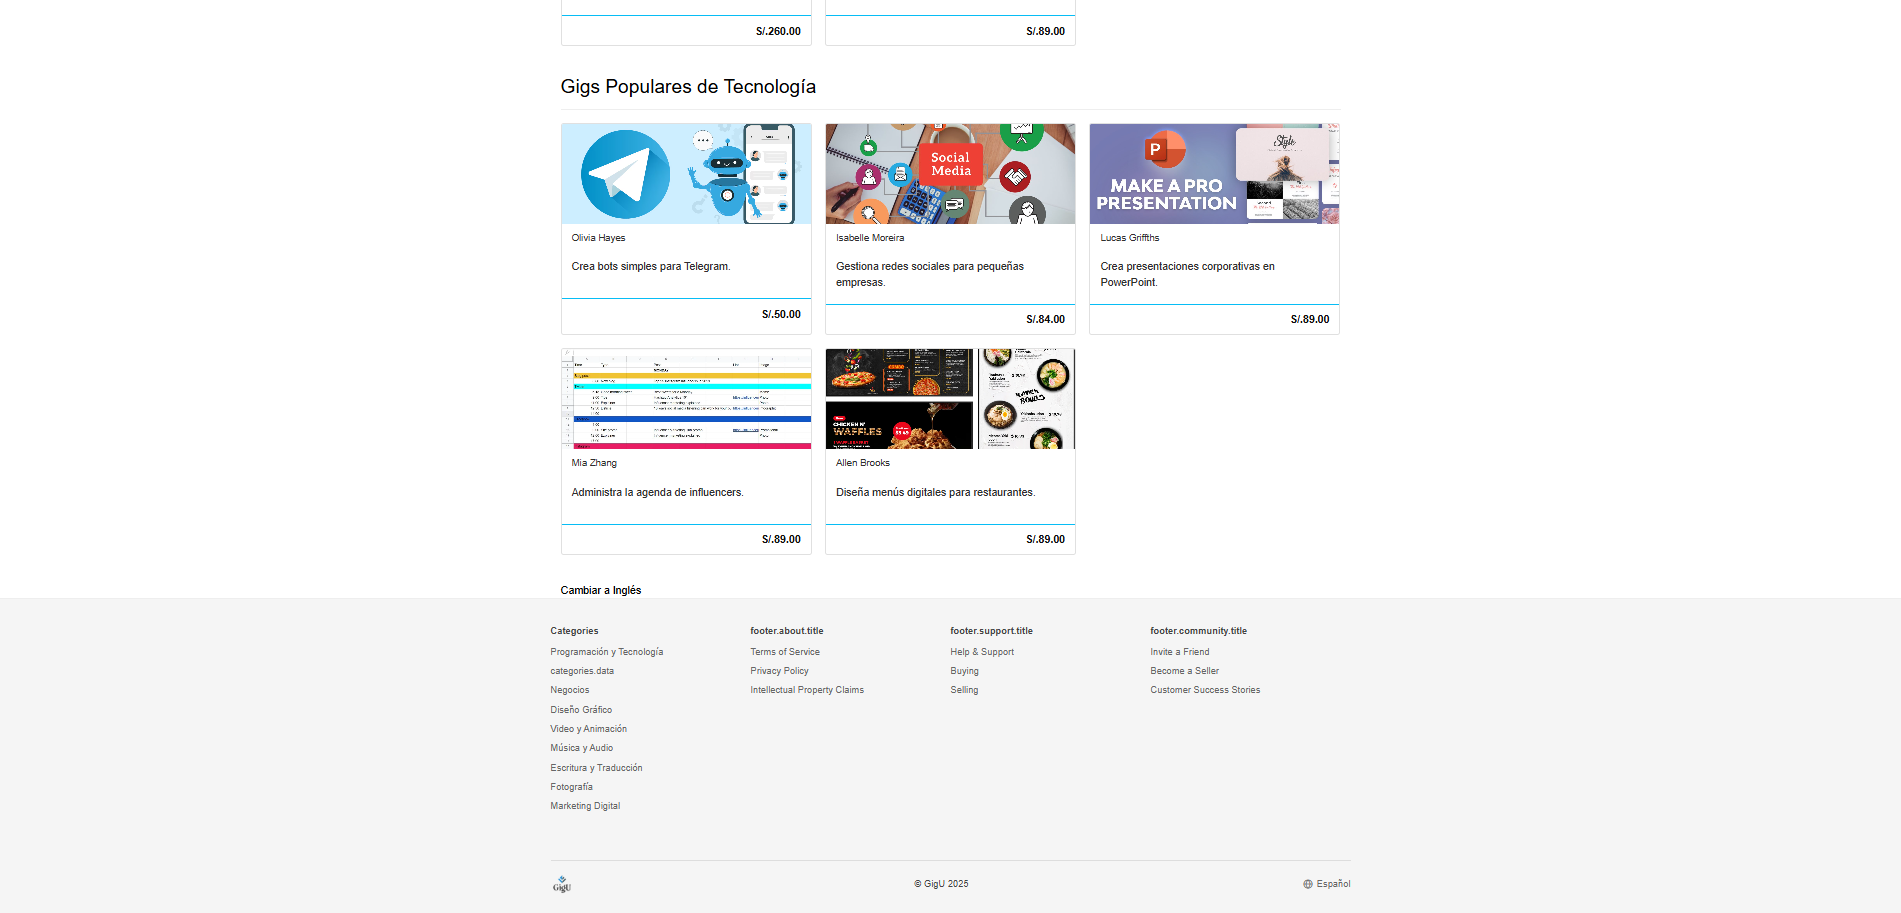 S/.260.00
S/.89.00
Gigs Populares de Tecnología
Social
Media
Style
P
MAKE A PRO
PRESENTATION
Olivia Hayes
Isabelle Moreira
Lucas Griffths
Crea bots simples para Telegram.
Gestiona redes sociales para pequeñas
empresas.
Crea presentaciones corporativas en
PowerPoint.
S/.50.00
S/.84.00
S/.89.00
CHICKEN N'
WAFFLES
Mia Zhang
Allen Brooks
Administra la agenda de influencers.
Diseña menús digitales para restaurantes.
S/.89.00
S/.89.00
Cambiar a Inglés
Categories
Programación y Tecnología
categories.data
Negocios
Diseño Gráfico
Video y Animación
Música y Audio
Escritura y Traducción
Fotografía
Marketing Digital
footer.about.title
Terms of Service
Privacy Policy
Intellectual Property Claims
footer.support.title
Help & Support
Buying
Selling
footer.community.title
Invite a Friend
Become a Seller
Customer Success Stories
GigU
© GigU 2025
Español